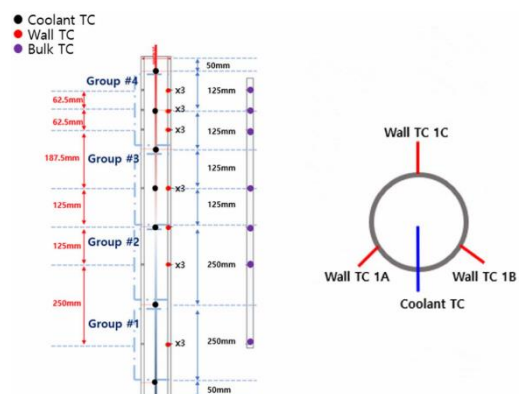 Coolant TC
Wall TC
Bulk TC
Group #4
Group #3
Group #2
Group #1
62.5mm
62.5mm
187.5mm
125mm
125mm
250mm
x3
x3
x3
x3
x3
x3
50mm
125mm
125mm
125mm
125mm
250mm
250mm
50mm
Wall TC 1C
Wall TC 1A
Wall TC 1B
Coolant TC